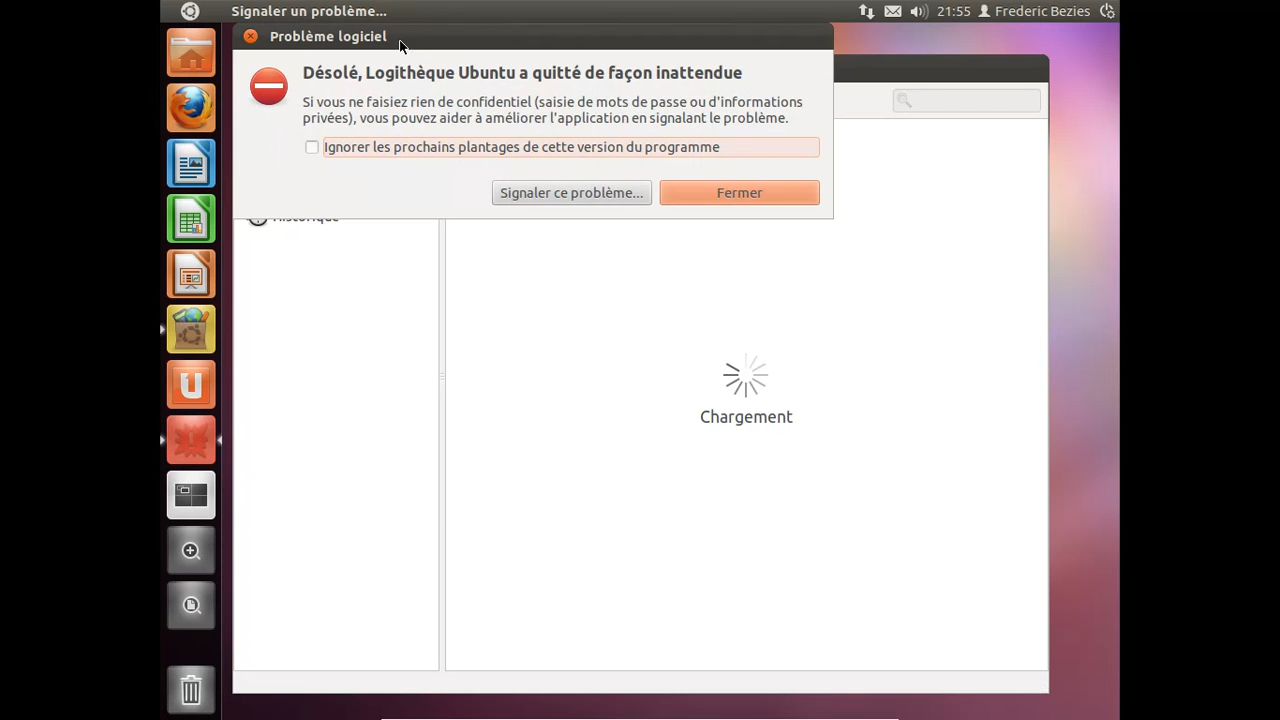 Signaler un problème...
21:55
Frederic Bezies
Problème logiciel
Désolé, Logithèque Ubuntu a quitté de façon inattendue
Si vous ne faisiez rien de confidentiel (saisie de mots de passe ou d'informations
privées), vous pouvez aider à améliorer l'application en signalant le problème.
Ignorer les prochains plantages de cette version du programme
Signaler ce problème...
Fermer
Historique
Chargement